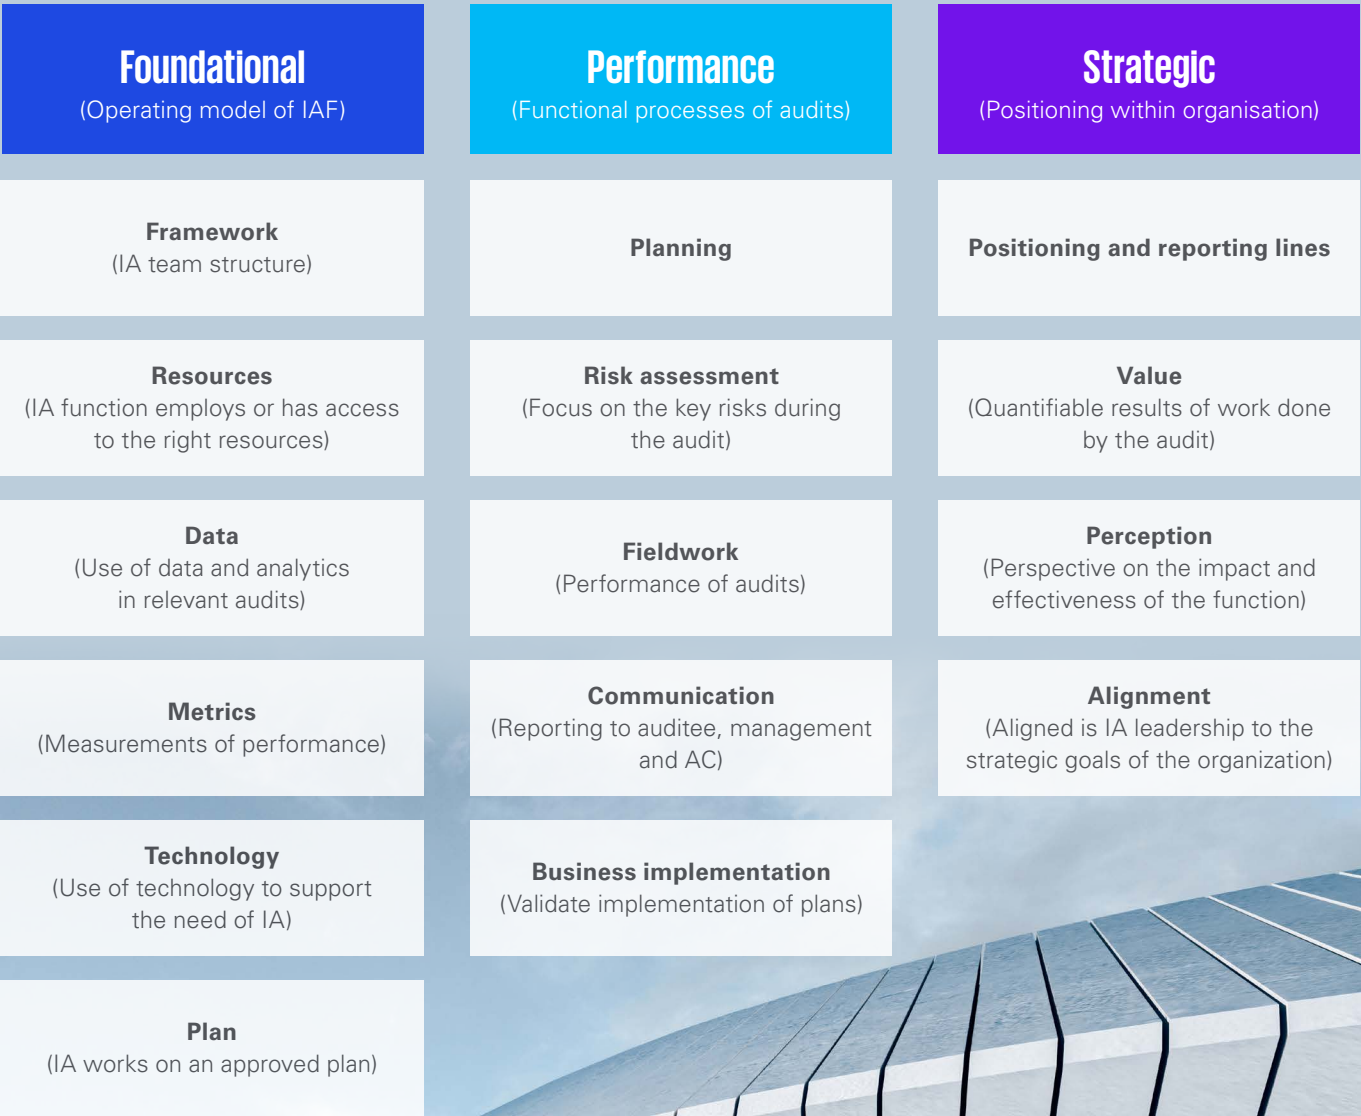 Foundational
(Operating model of IAF)
Framework
(IA team structure)
Resources
(IA function employs or has access
to the right resources)
Data
(Use of data and analytics
in relevant audits)
Metrics
(Measurements of performance)
Technology
(Use of technology to support
the need of IA)
Plan
(IA works on an approved plan)
Performance
(Functional processes of audits)
Planning
Risk assessment
(Focus on the key risks during
the audit)
Fieldwork
(Performance of audits)
Communication
(Reporting to auditee, management
and AC)
Business implementation
(Validate implementation of plans)
Strategic
(Positioning within organisation)
Positioning and reporting lines
Value
(Quantifiable results of work done
by the audit)
Perception
(Perspective on the impact and
effectiveness of the function)
Alignment
(Aligned is IA leadership to the
strategic goals of the organization)